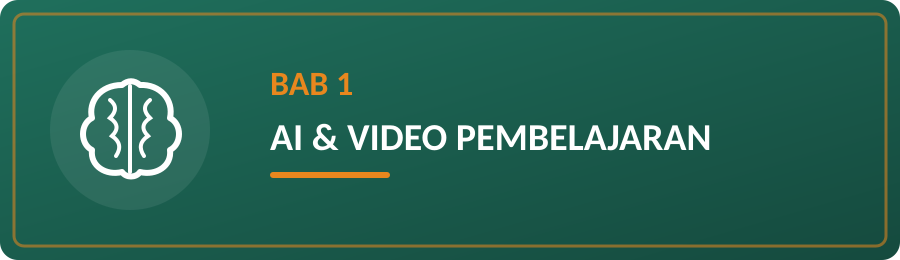 BAB 1
AI & VIDEO PEMBELAJARAN